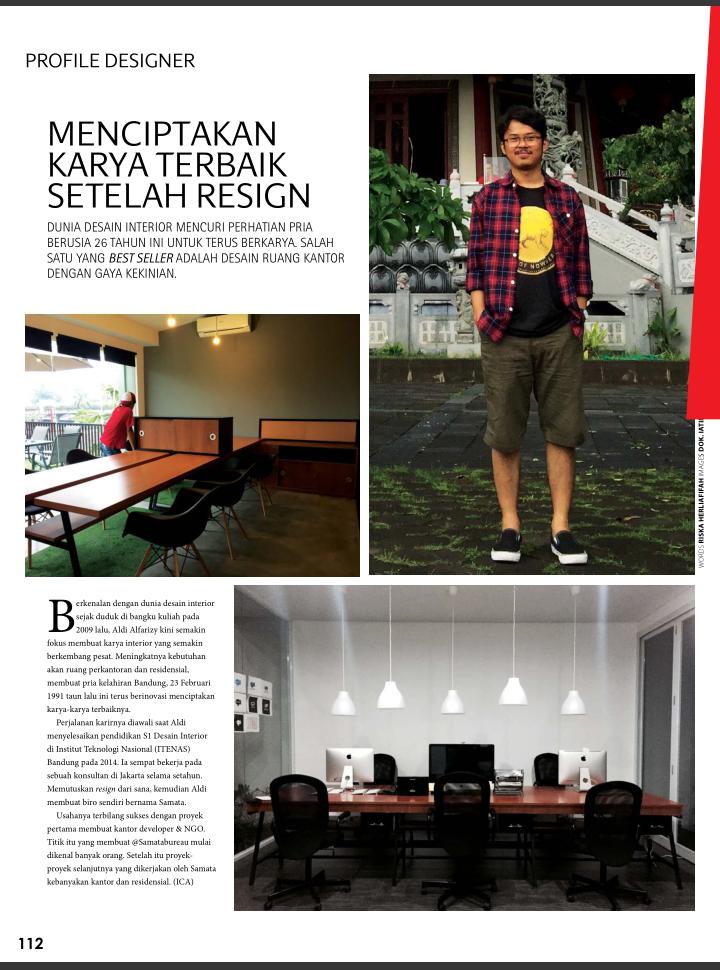 PROFILE DESIGNER
MENCIPTAKAN
KARYA TERBAIK
SETELAH RESIGN
DUNIA DESAIN INTERIOR MENCURI PERHATIAN PRIA
BERUSIA 26 TAHUN INI UNTUK TERUS BERKARYA. SALAH
SATU YANG BEST SELLER ADALAH DESAIN RUANG KANTOR
DENGAN GAYA KEKINIAN.
OF NOWHERE
WORDS RISKA HERLIAFIFAH IMAGES DOK.
Berkenalan dengan dunia desain interior
sejak duduk di bangku kuliah pada
2009 lalu, Aldi Alfarizy kini semakin
fokus membuat karya interior yang semakin
berkembang pesat. Meningkatnya kebutuhan
akan ruang perkantoran dan residensial,
membuat pria kelahiran Bandung, 23 Februari
1991 taun lalu ini terus berinovasi menciptakan
karya-karya terbaiknya.
Perjalanan karirnya diawali saat Aldi
menyelesaikan pendidikan S1 Desain Interior
di Institut Teknologi Nasional (ITENAS)
Bandung pada 2014. Ia sempat bekerja pada
sebuah konsultan di Jakarta selama setahun.
Memutuskan resign dari sana, kemudian Aldi
membuat biro sendiri bernama Samata.
Usahanya terbilang sukses dengan proyek
pertama membuat kantor developer & NGO.
Titik itu yang membuat @Samatabureau mulai
dikenal banyak orang. Setelah itu proyek-
proyek selanjutnya yang dikerjakan oleh Samata
kebanyakan kantor dan residensial. (ICA)
112